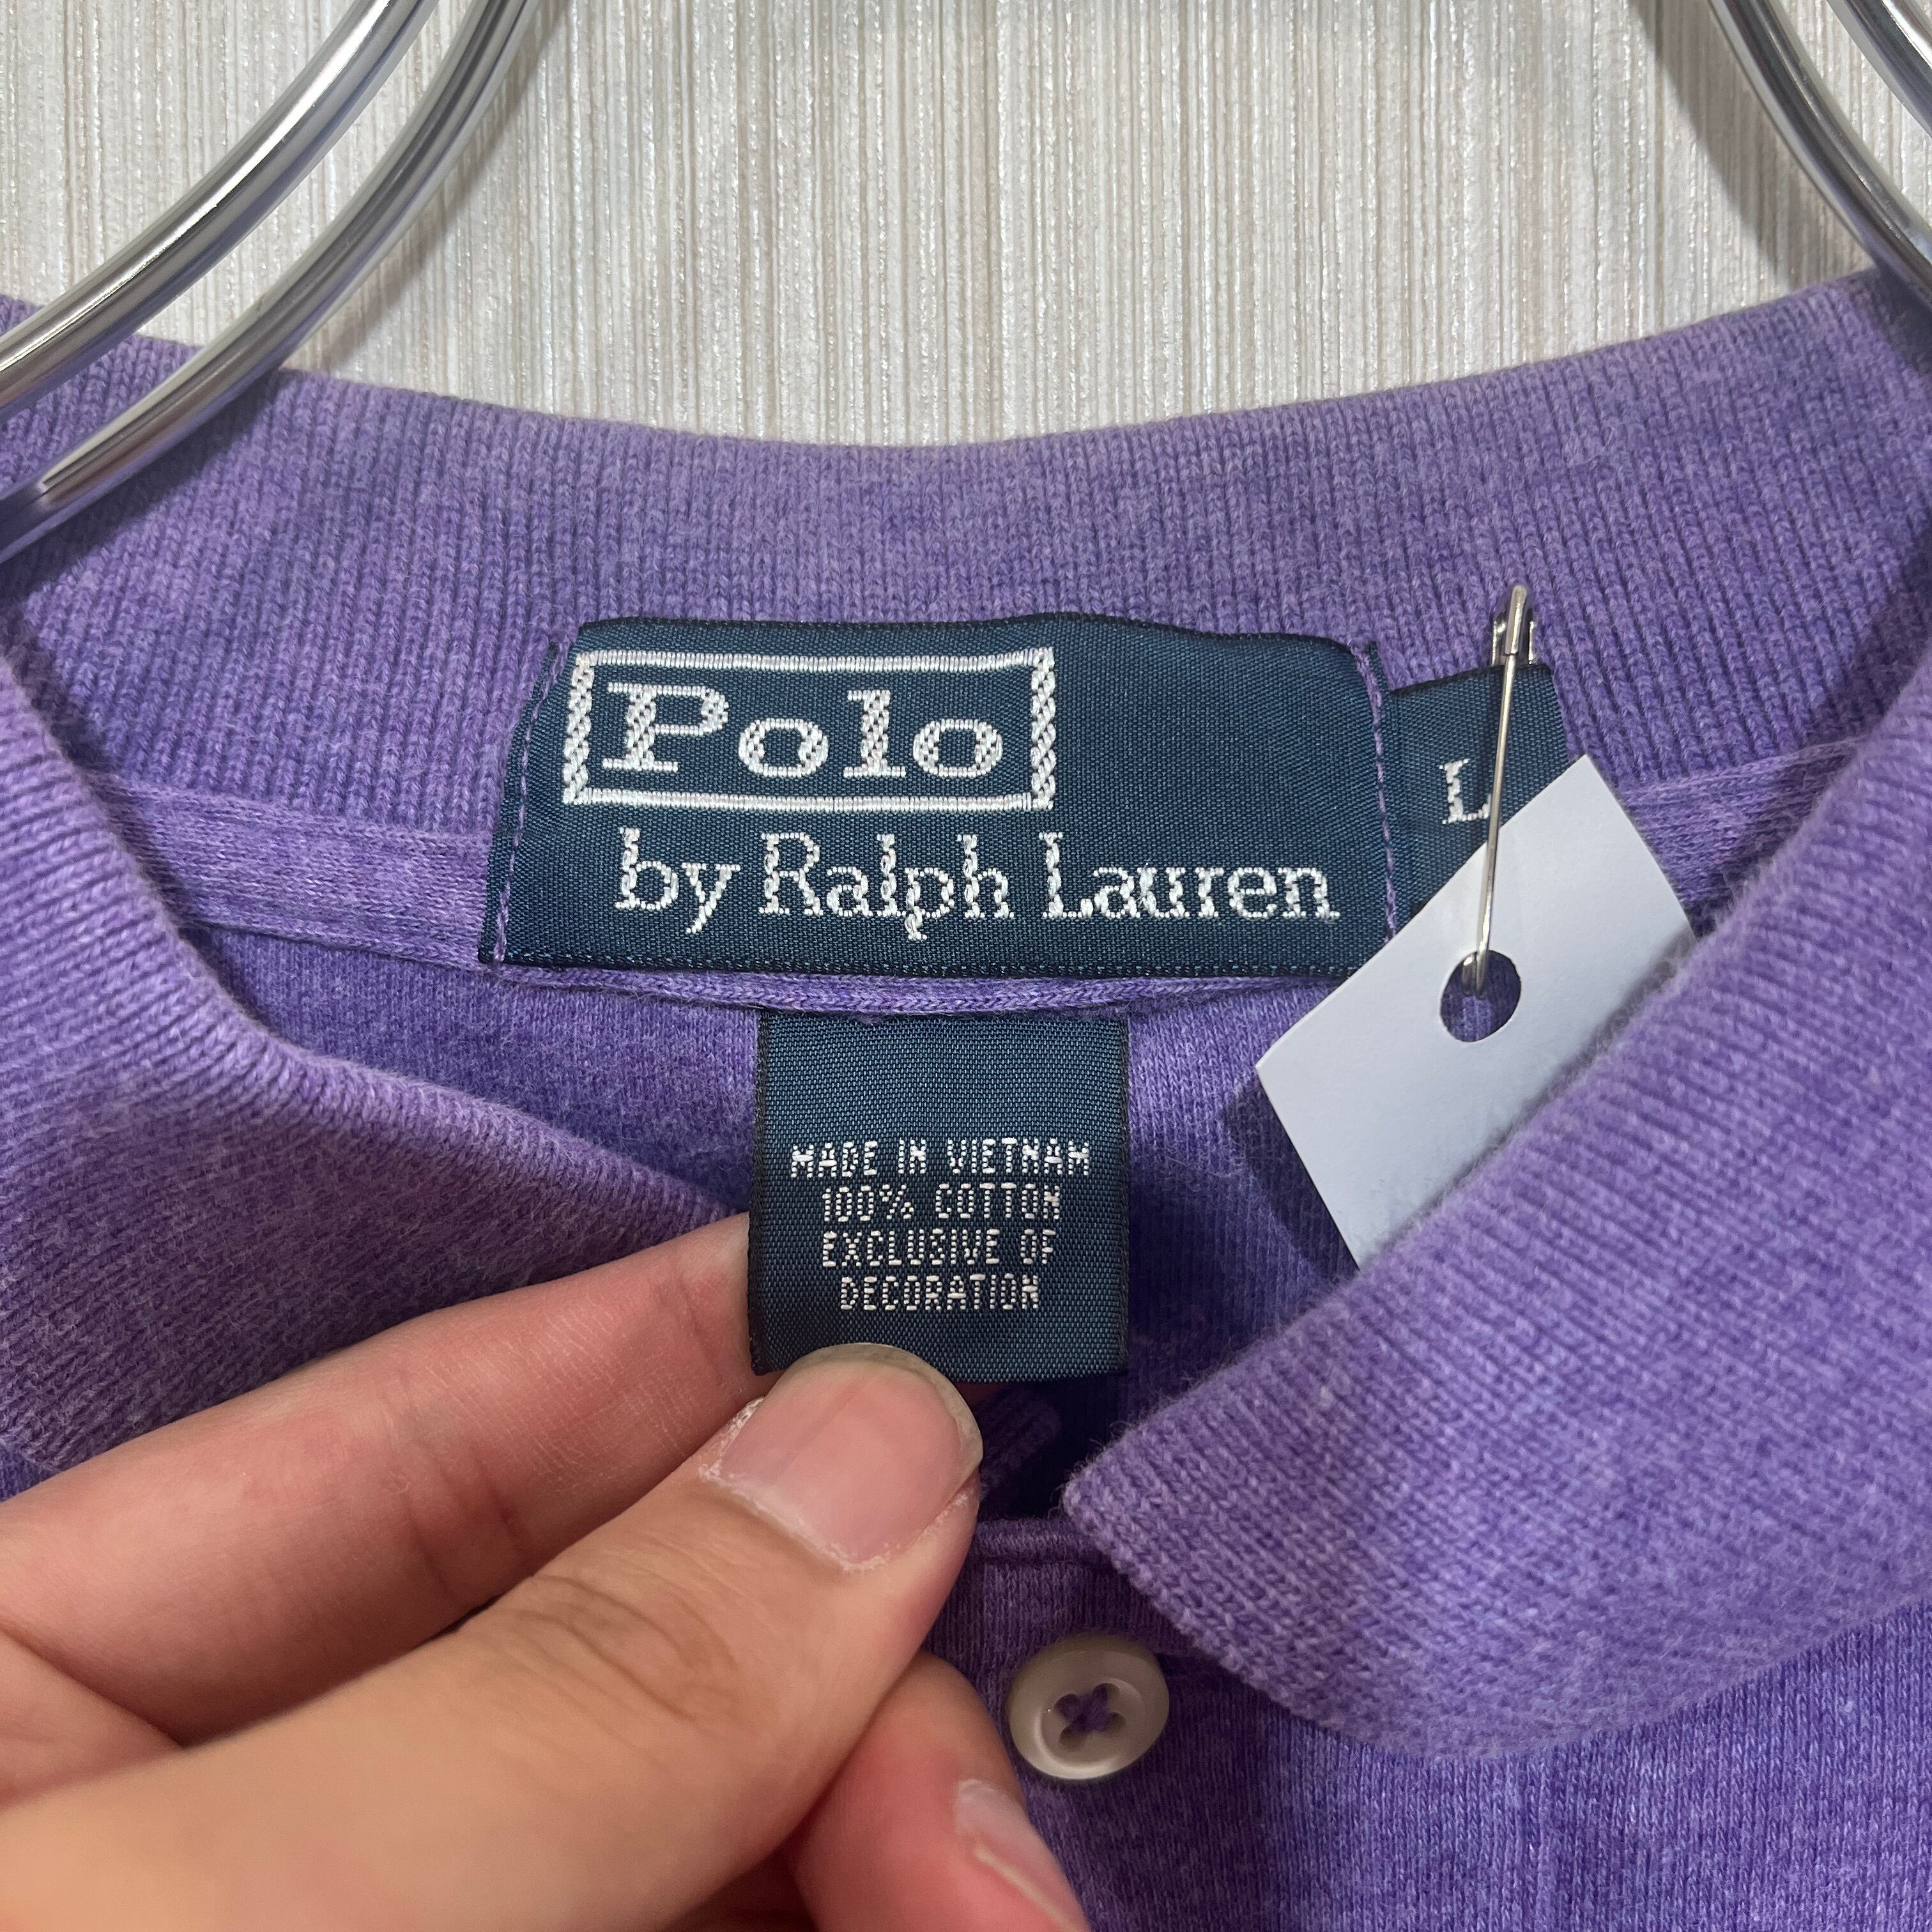 Polo
by Ralph Lauren
L
MADE IN VIETNAM
100% COTTON
EXCLUSIVE OF
DECORATION